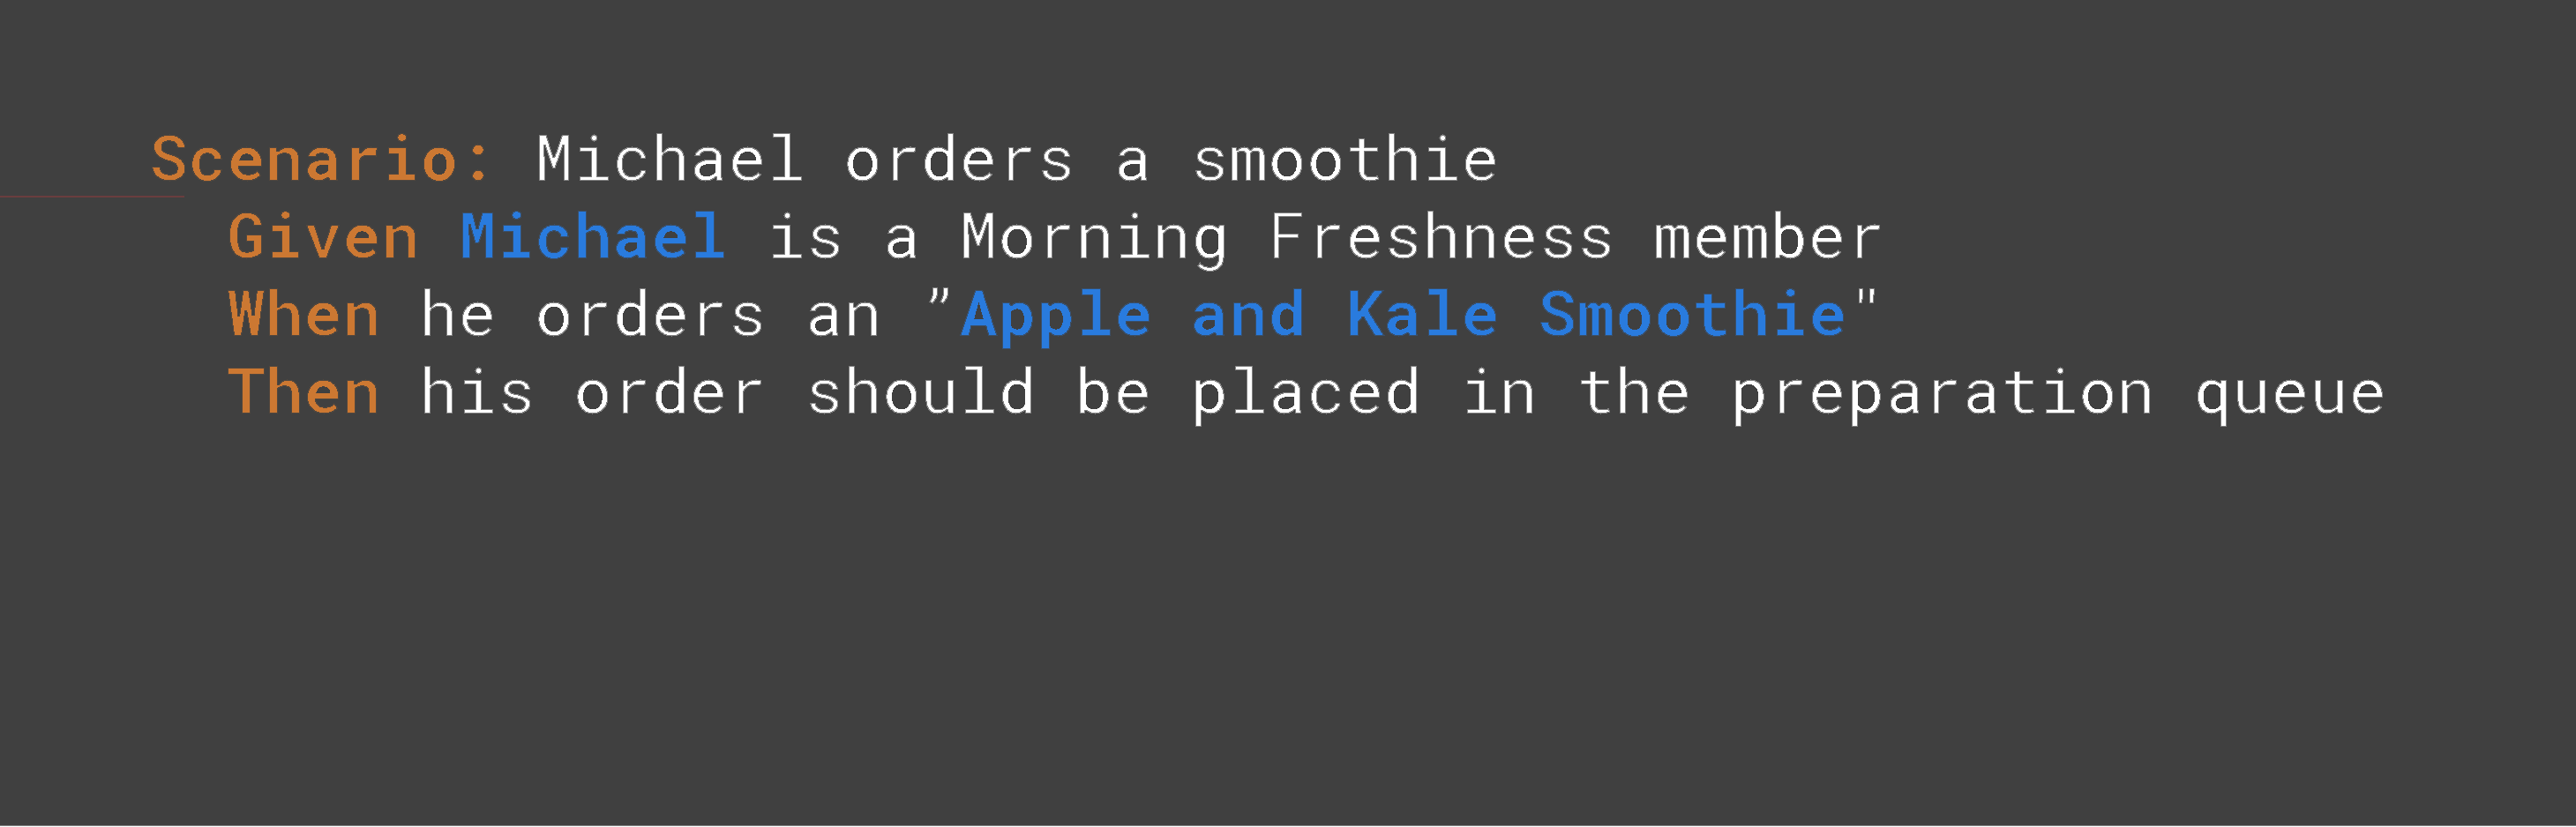 Scenario: Michael orders a smoothie
Given Michael is a Morning Freshness member
When he orders an ”Apple and Kale Smoothie"
Then his order should be placed in the preparation queue